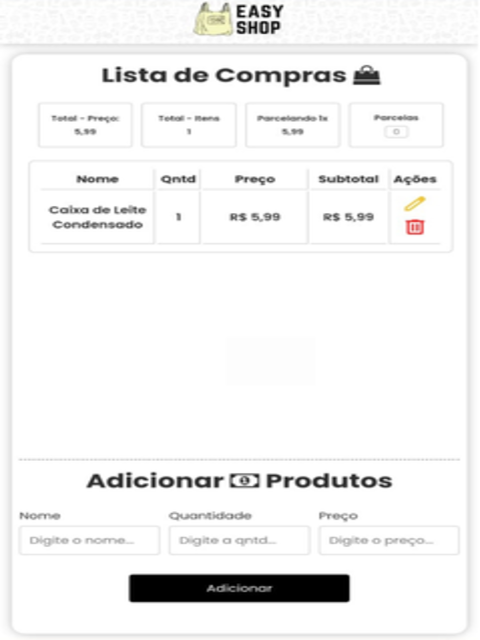 EASY
SHOP
Lista de Compras
Total - Preço: Total - Itens Parcelando 1x Parcelas
5,99 1 5,99 0
Nome Qntd Preço Subtotal Ações
Caixa de Leite
Condensado 1 R$ 5,99 R$ 5,99
Adicionar Produtos
Nome Quantidade Preço
Digite o nome... Digite a qntd... Digite o preço...
Adicionar